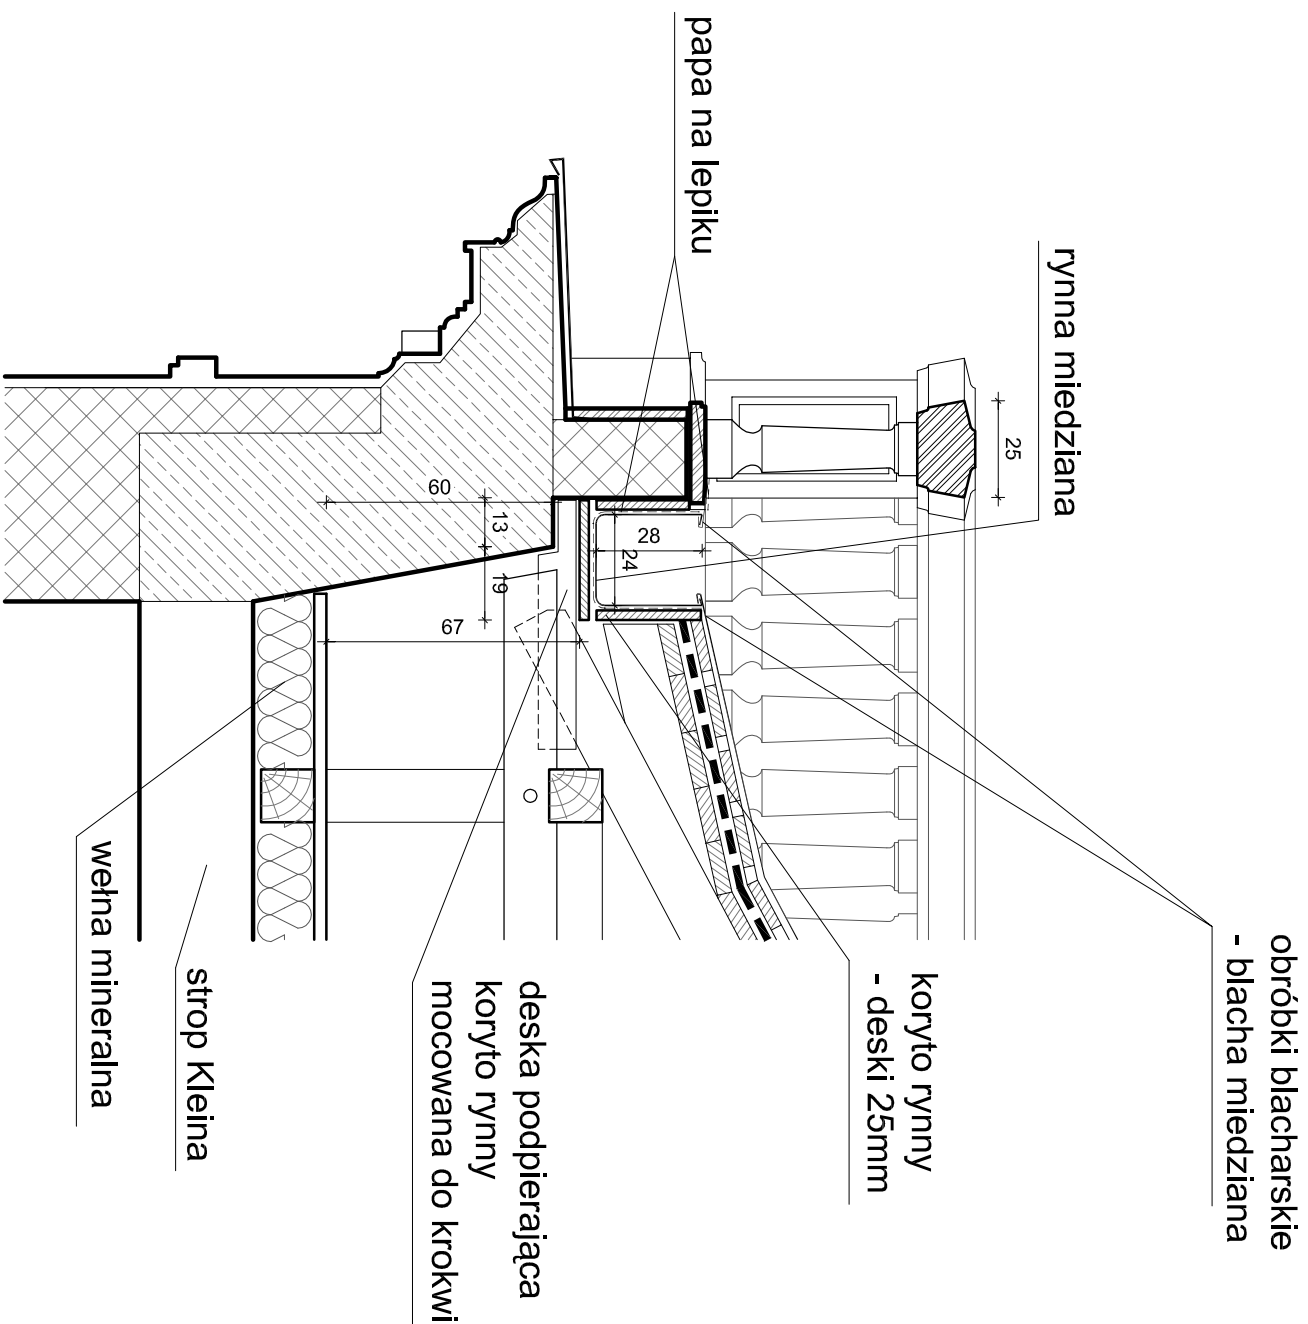 obróbki blacharskie
- blacha miedziana
rynna miedziana
papa na lepiku
koryto rynny
- deski 25mm
deska podpierająca
koryto rynny
mocowana do krokwi
strop Kleina
wełna mineralna
25
28
24
60
13
19
67